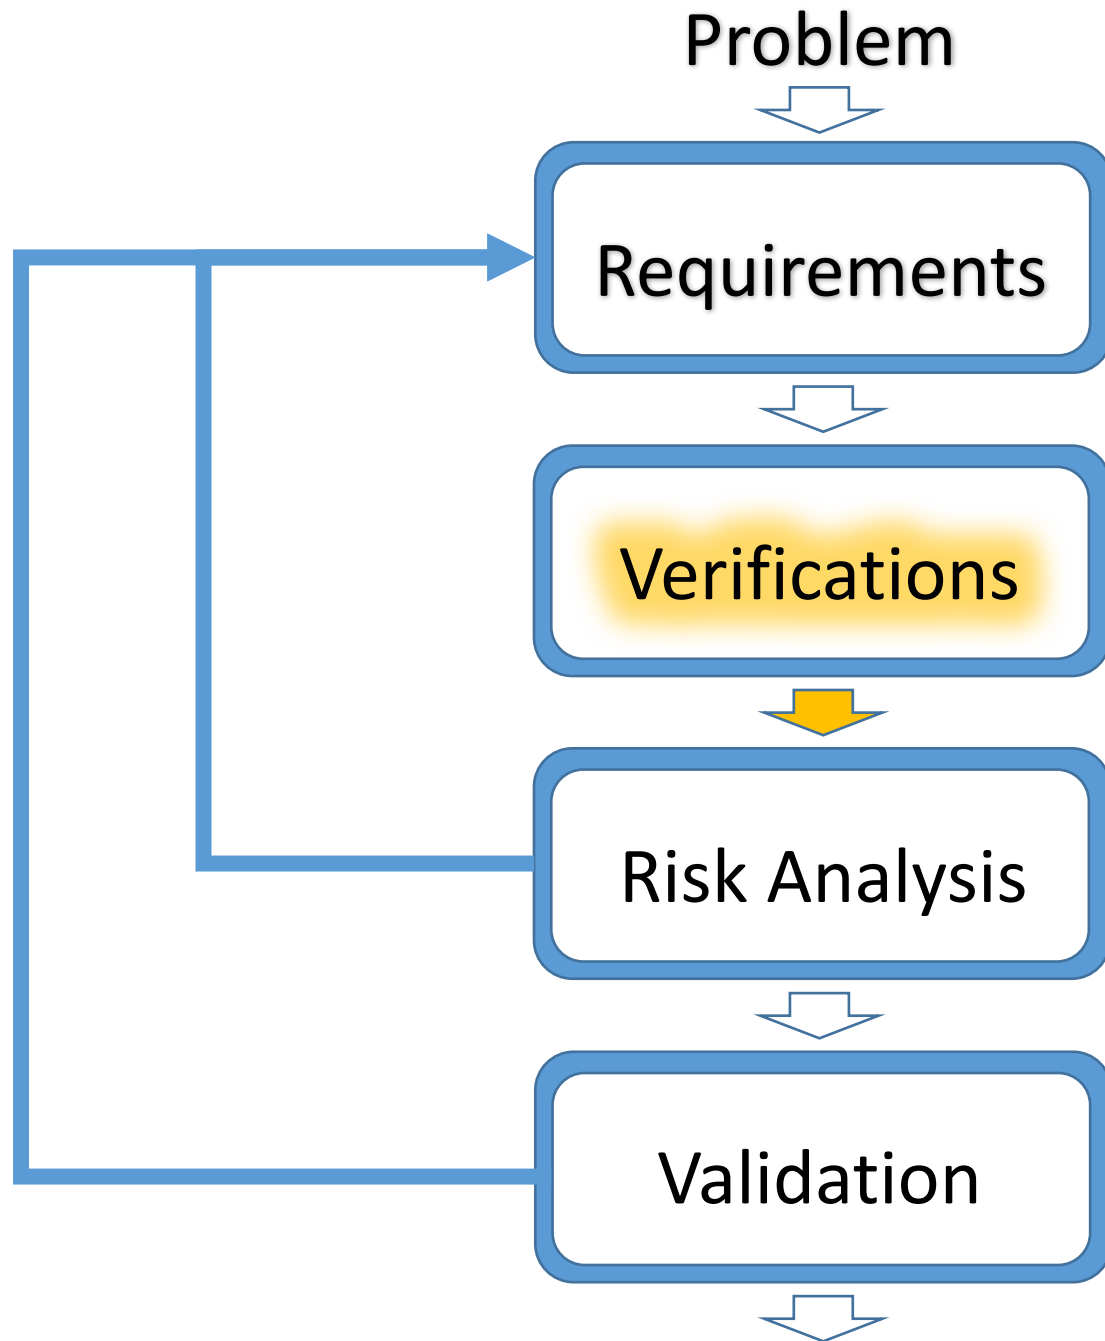 Problem
Requirements
Verifications
Risk Analysis
Validation